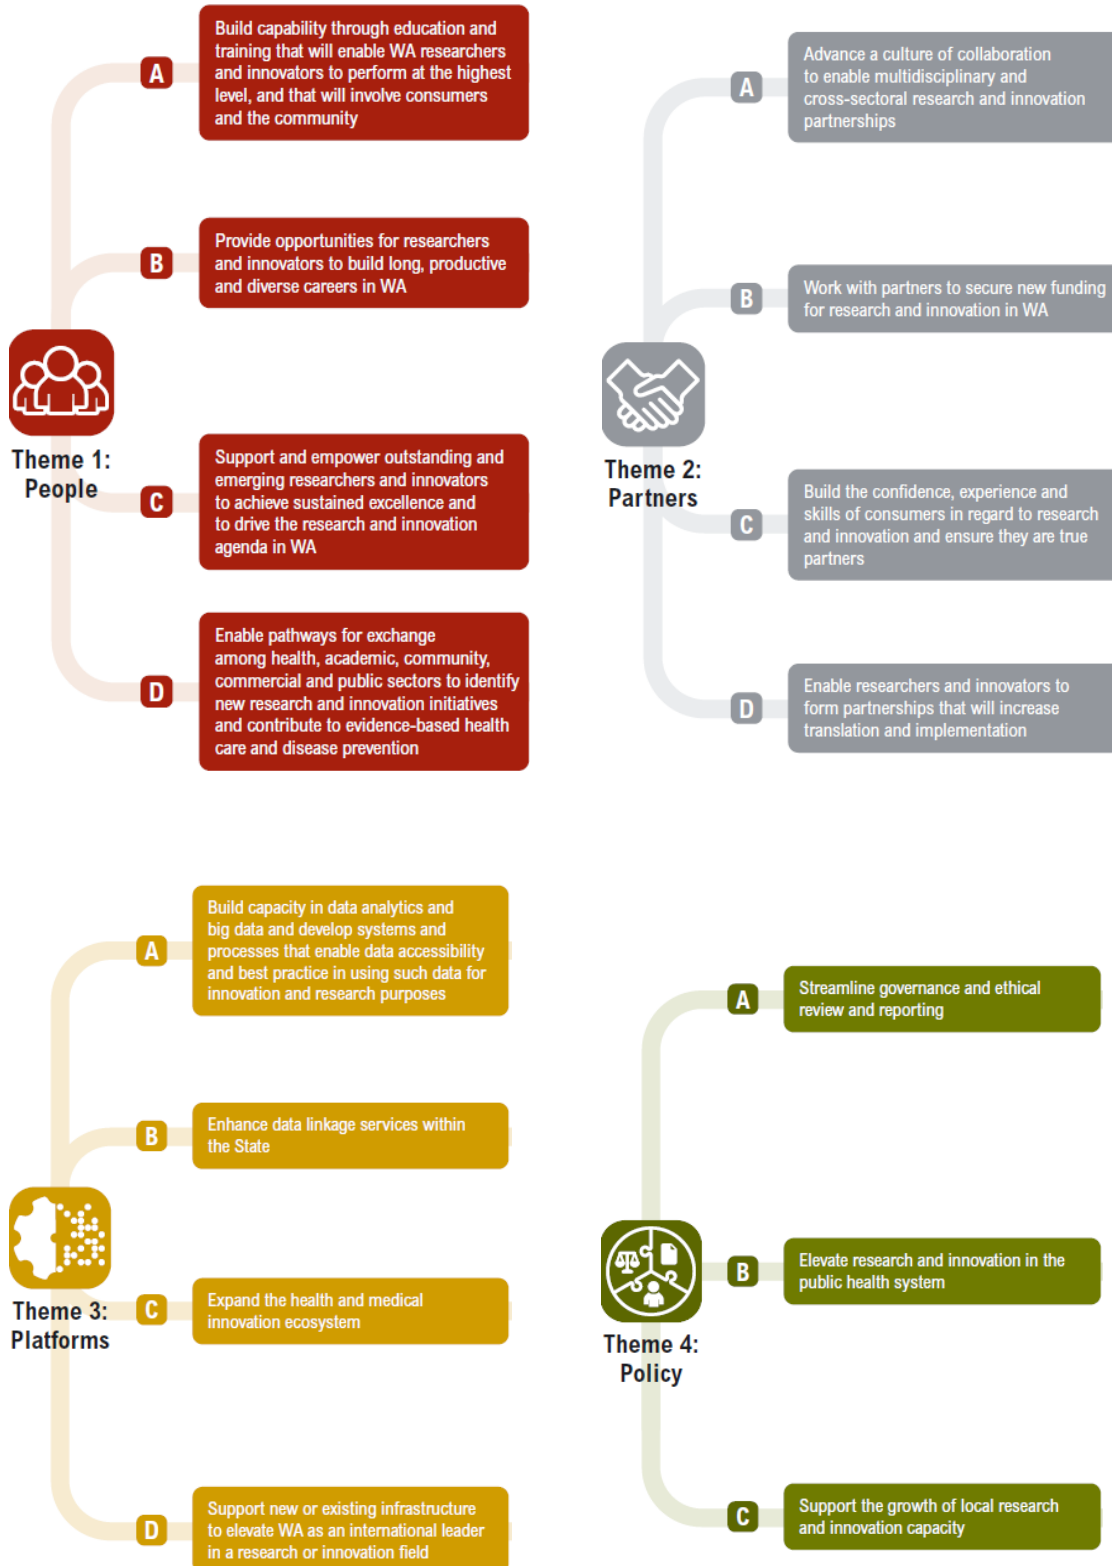 A
Build capability through education and
training that will enable WA researchers
and innovators to perform at the highest
level, and that will involve consumers
and the community
B
Provide opportunities for researchers
and innovators to build long, productive
and diverse careers in WA
Theme 1:
People
C
Support and empower outstanding and
emerging researchers and innovators
to achieve sustained excellence and
to drive the research and innovation
agenda in WA
D
Enable pathways for exchange
among health, academic, community,
commercial and public sectors to identify
new research and innovation initiatives
and contribute to evidence-based health
care and disease prevention
A
Advance a culture of collaboration
to enable multidisciplinary and
cross-sectoral research and innovation
partnerships
B
Work with partners to secure new funding
for research and innovation in WA
Theme 2:
Partners
C
Build the confidence, experience and
skills of consumers in regard to research
and innovation and ensure they are true
partners
D
Enable researchers and innovators to
form partnerships that will increase
translation and implementation
A
Build capacity in data analytics and
big data and develop systems and
processes that enable data accessibility
and best practice in using such data for
innovation and research purposes
B
Enhance data linkage services within
the State
Theme 3:
Platforms
C
Expand the health and medical
innovation ecosystem
D
Support new or existing infrastructure
to elevate WA as an international leader
in a research or innovation field
A
Streamline governance and ethical
review and reporting
B
Elevate research and innovation in the
public health system
Theme 4:
Policy
C
Support the growth of local research
and innovation capacity